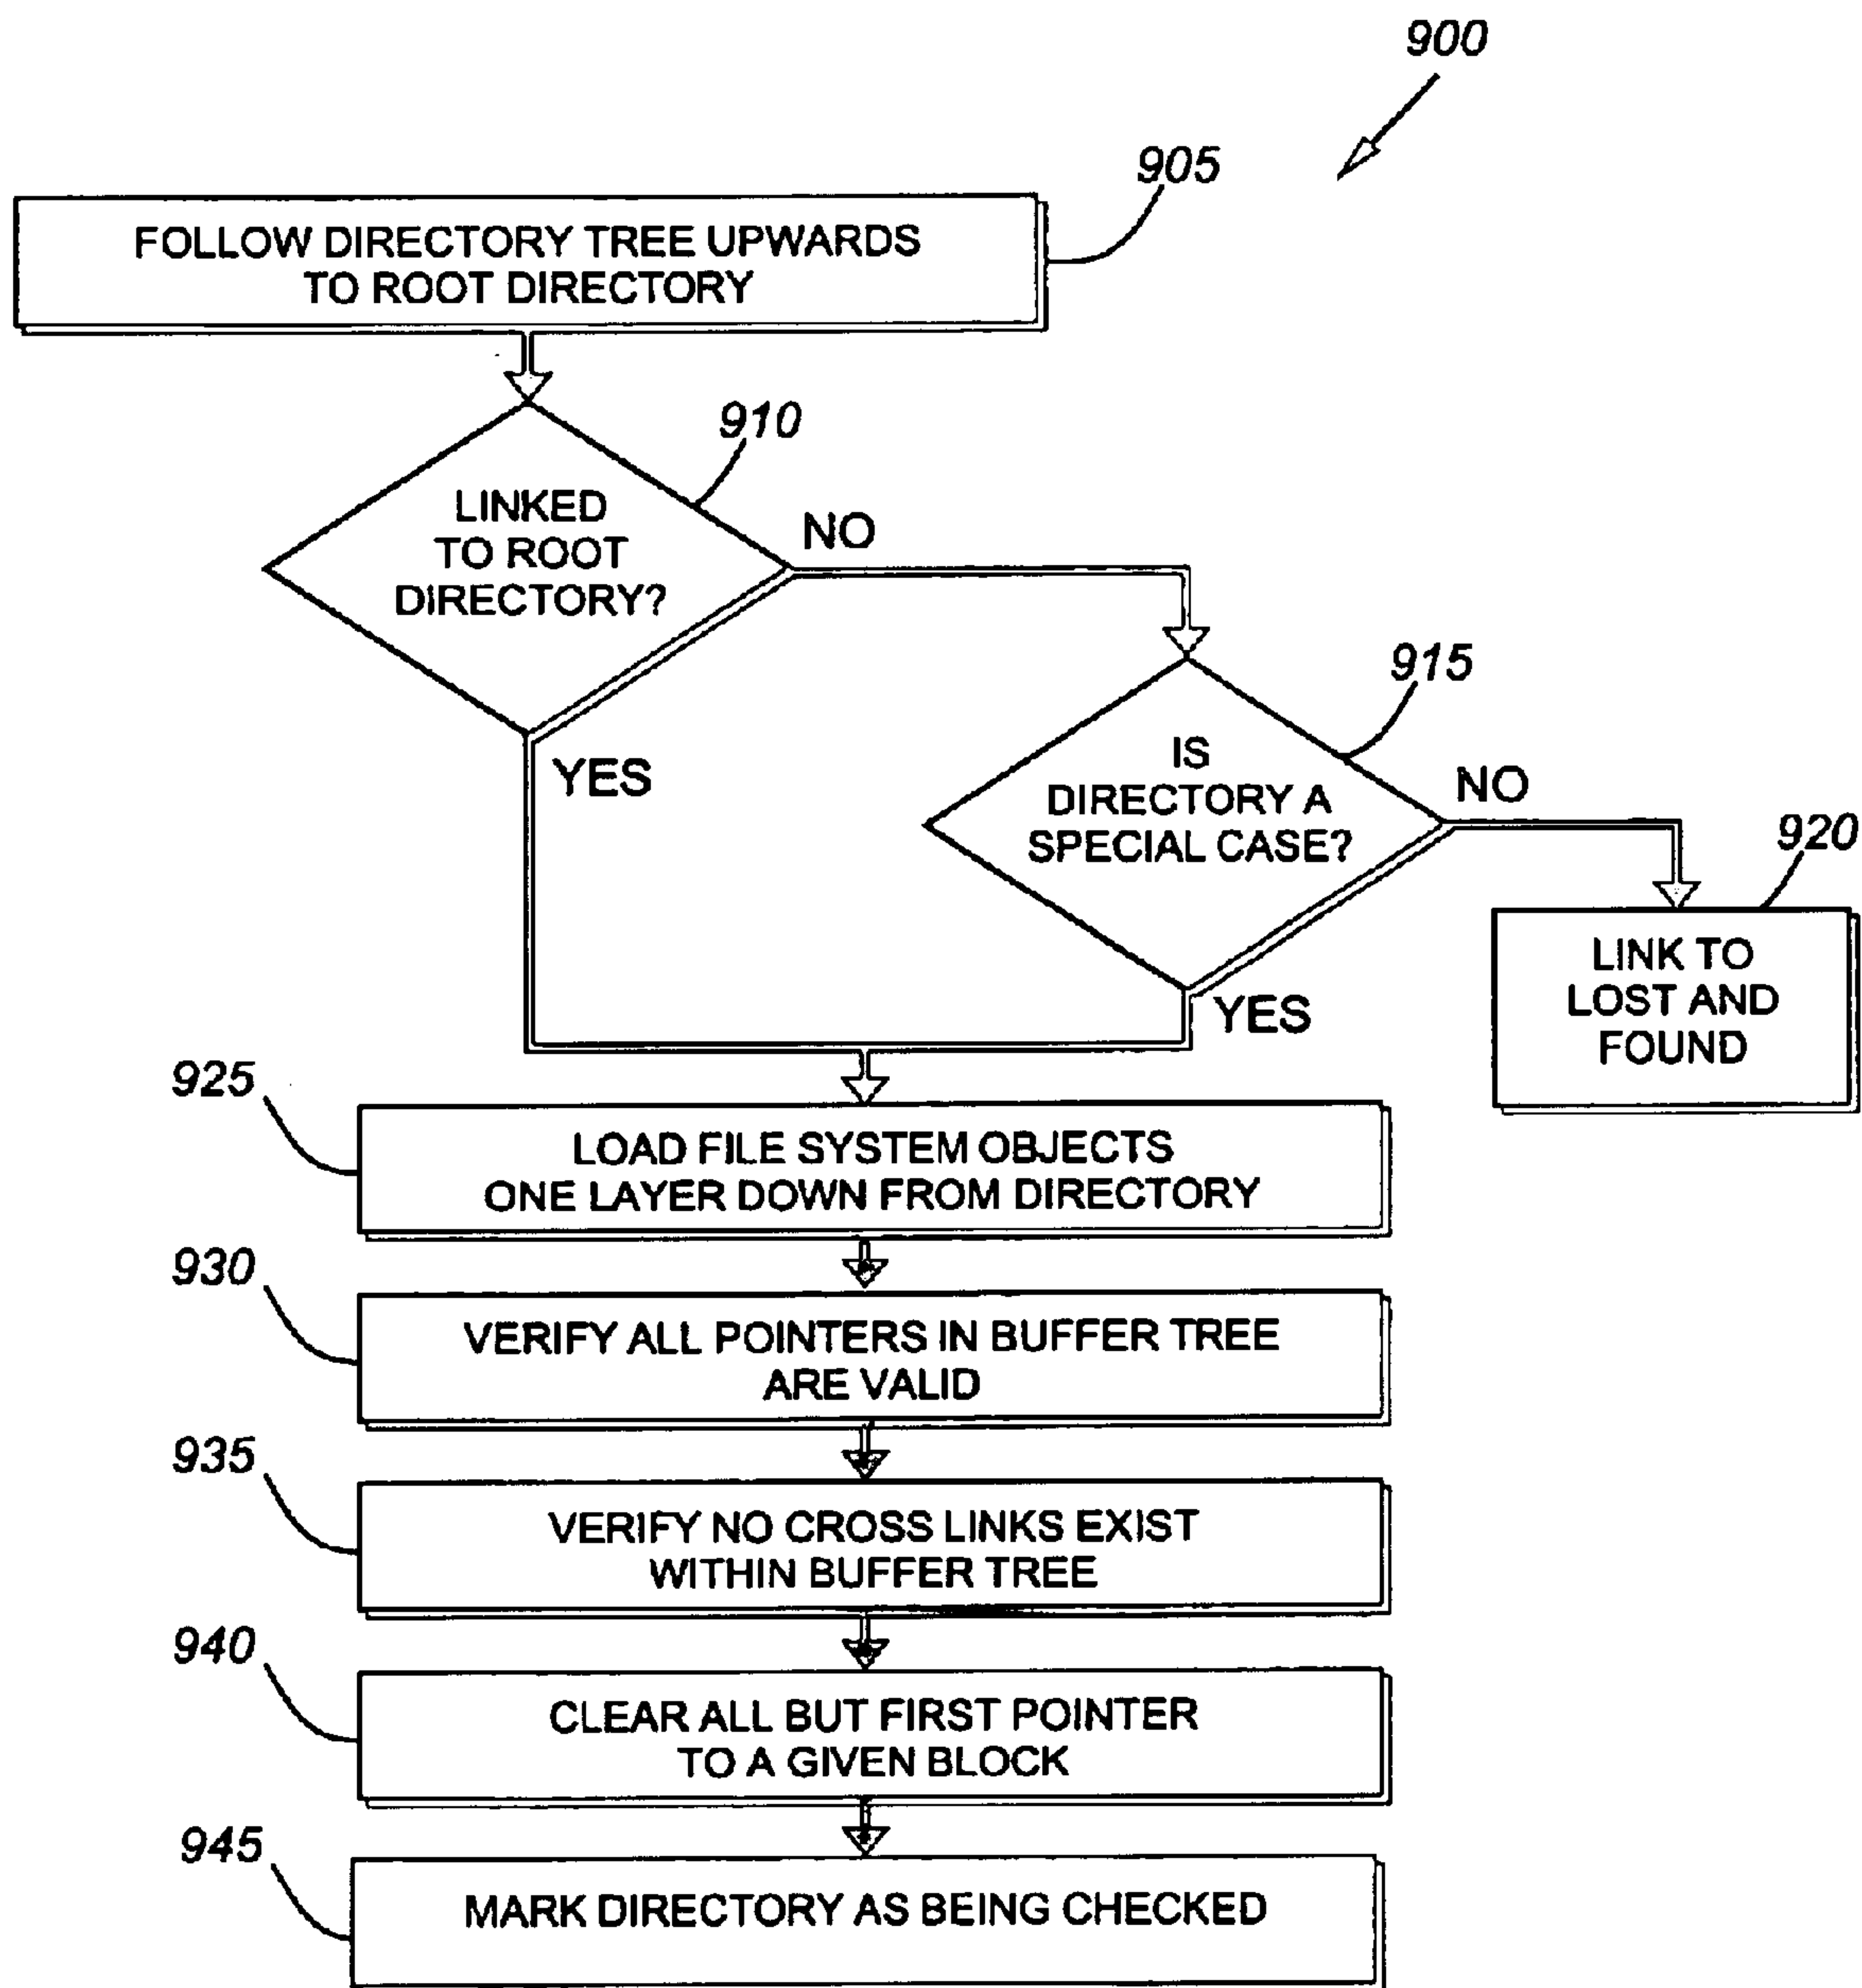 900
905
FOLLOW DIRECTORY TREE UPWARDS
TO ROOT DIRECTORY
910
LINKED
TO ROOT
DIRECTORY?
NO
YES
915
IS
DIRECTORY A
SPECIAL CASE?
NO
YES
920
LINK TO
LOST AND
FOUND
925
LOAD FILE SYSTEM OBJECTS
ONE LAYER DOWN FROM DIRECTORY
930
VERIFY ALL POINTERS IN BUFFER TREE
ARE VALID
935
VERIFY NO CROSS LINKS EXIST
WITHIN BUFFER TREE
940
CLEAR ALL BUT FIRST POINTER
TO A GIVEN BLOCK
945
MARK DIRECTORY AS BEING CHECKED